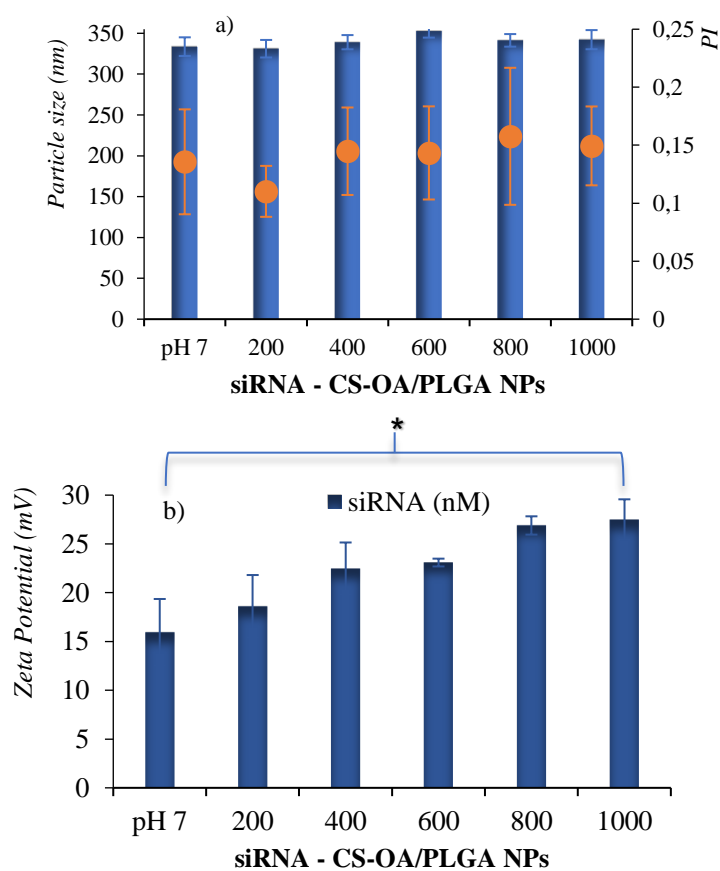 a)
350
300
250
200
150
100
50
0
Particle size (nm)
0,25
0,2
0,15
0,1
0,05
0
PI
pH 7 200 400 600 800 1000
siRNA - CS-OA/PLGA NPs
*
b)
siRNA (nM)
30
25
20
15
10
5
0
Zeta Potential (mV)
pH 7 200 400 600 800 1000
siRNA - CS-OA/PLGA NPs